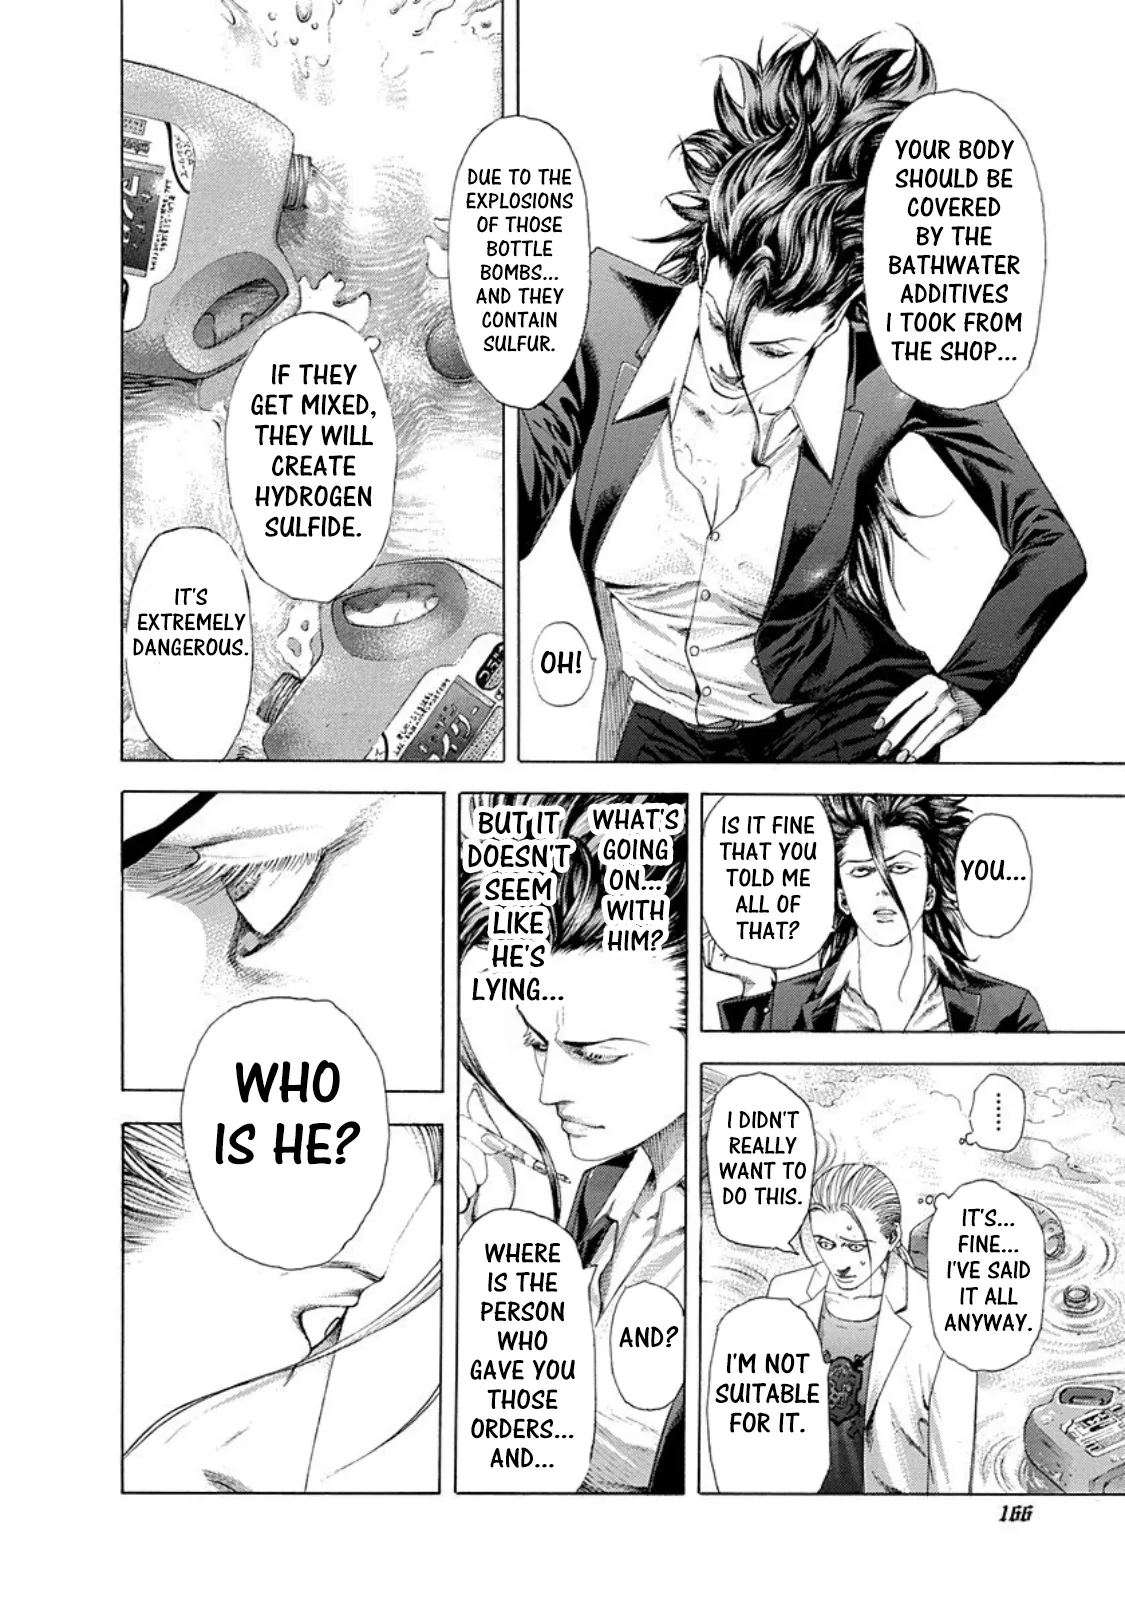 YOUR BODY
SHOULD BE
COVERED
BY THE
BATHWATER
ADDITIVES
I TOOK FROM
THE SHOP...
DUE TO THE
EXPLOSIONS
OF THOSE
BOTTLE
BOMBS...
AND THEY
CONTAIN
SULFUR.
OH!
IF THEY
GET MIXED,
THEY WILL
CREATE
HYDROGEN
SULFIDE.
IT'S
EXTREMELY
DANGEROUS.
YOU...
IS IT FINE
THAT YOU
TOLD ME
ALL OF
THAT?
.......
IT'S...
FINE...
I'VE SAID
IT ALL
ANYWAY.
I DIDN'T
REALLY
WANT TO
DO THIS.
I'M NOT
SUITABLE
FOR IT.
WHAT'S
GOING
ON...
WITH
HIM?
BUT IT
DOESN'T
SEEM
LIKE
HE'S
LYING...
AND?
WHERE
IS THE
PERSON
WHO
GAVE YOU
THOSE
ORDERS...
AND...
WHO
IS HE?
166